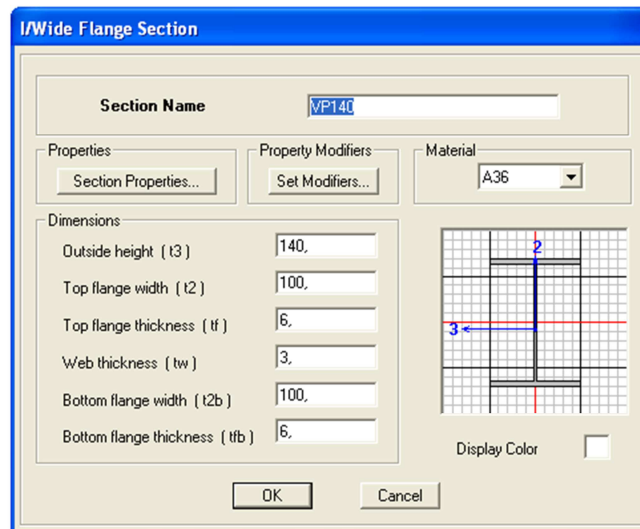 I/Wide Flange Section
Section Name VP140
Properties Property Modifiers Material
Section Properties... Set Modifiers... A36
Dimensions
Outside height ( t3 ) 140,
Top flange width ( t2 ) 100,
Top flange thickness ( tf ) 6,
Web thickness ( tw ) 3,
Bottom flange width ( t2b ) 100,
Bottom flange thickness ( tfb ) 6,
2
3
Display Color
OK Cancel